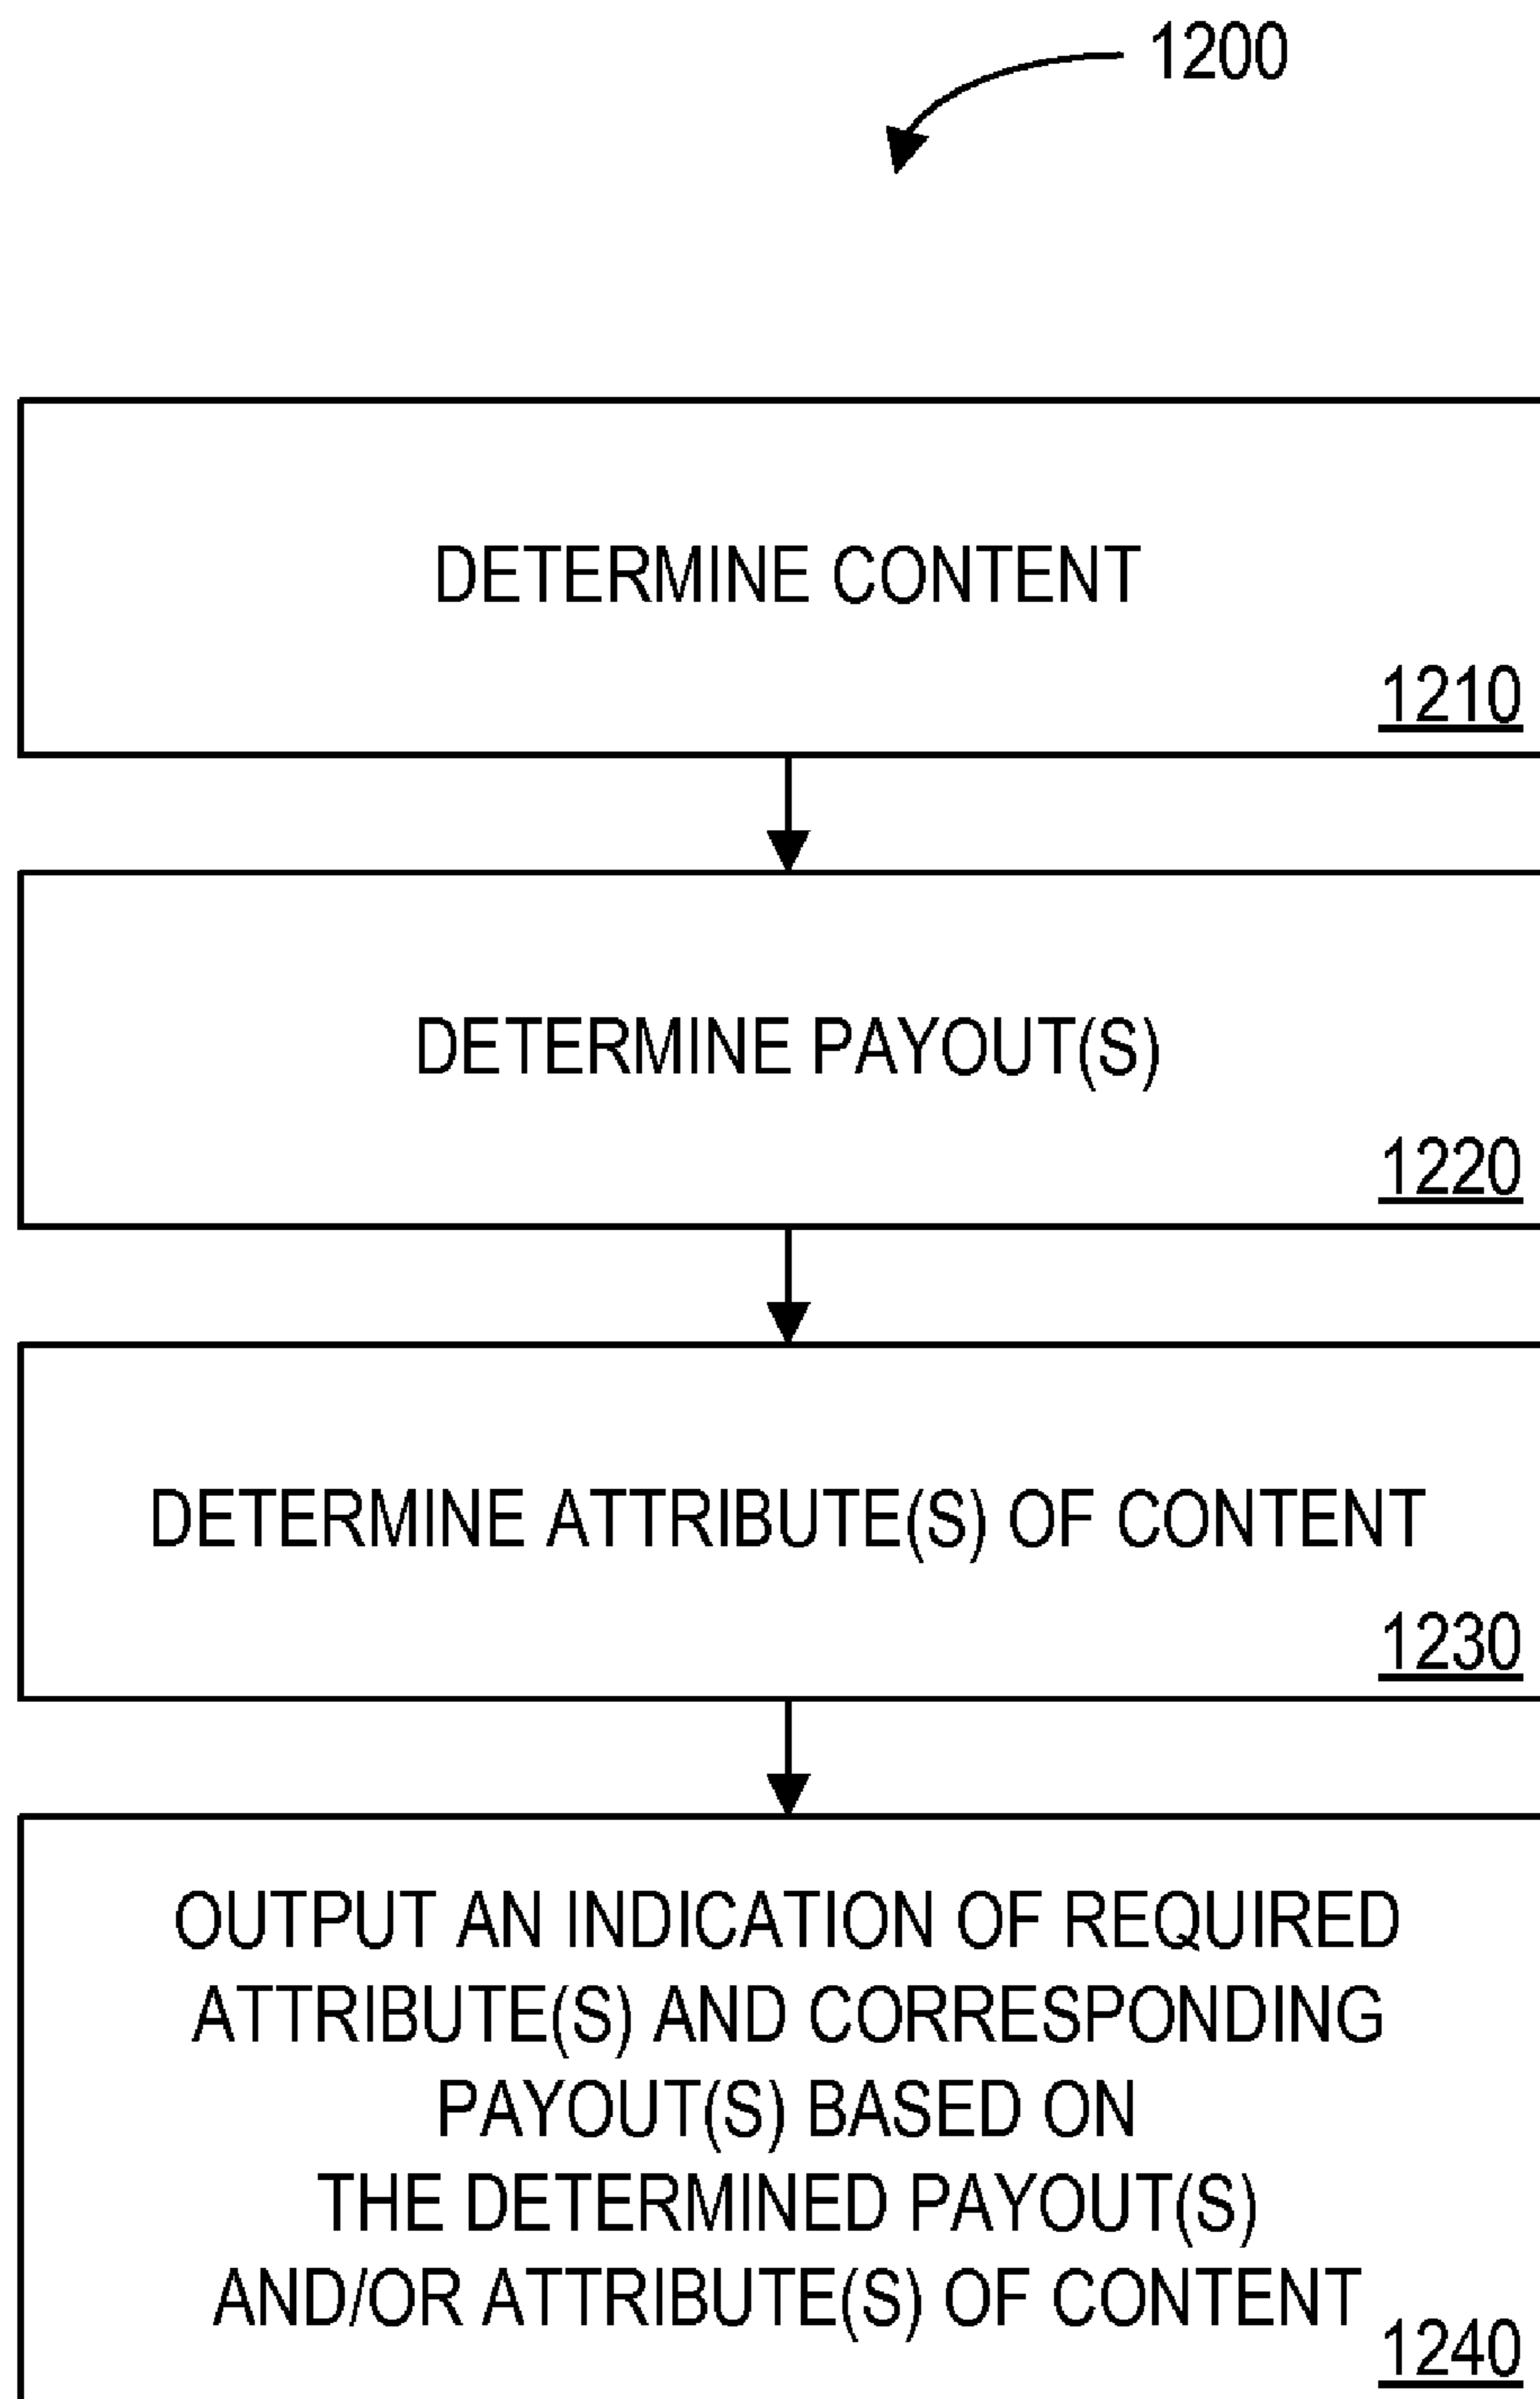 1200
DETERMINE CONTENT
1210
DETERMINE PAYOUT(S)
1220
DETERMINE ATTRIBUTE(S) OF CONTENT
1230
OUTPUT AN INDICATION OF REQUIRED
ATTRIBUTE(S) AND CORRESPONDING
PAYOUT(S) BASED ON
THE DETERMINED PAYOUT(S)
AND/OR ATTRIBUTE(S) OF CONTENT
1240